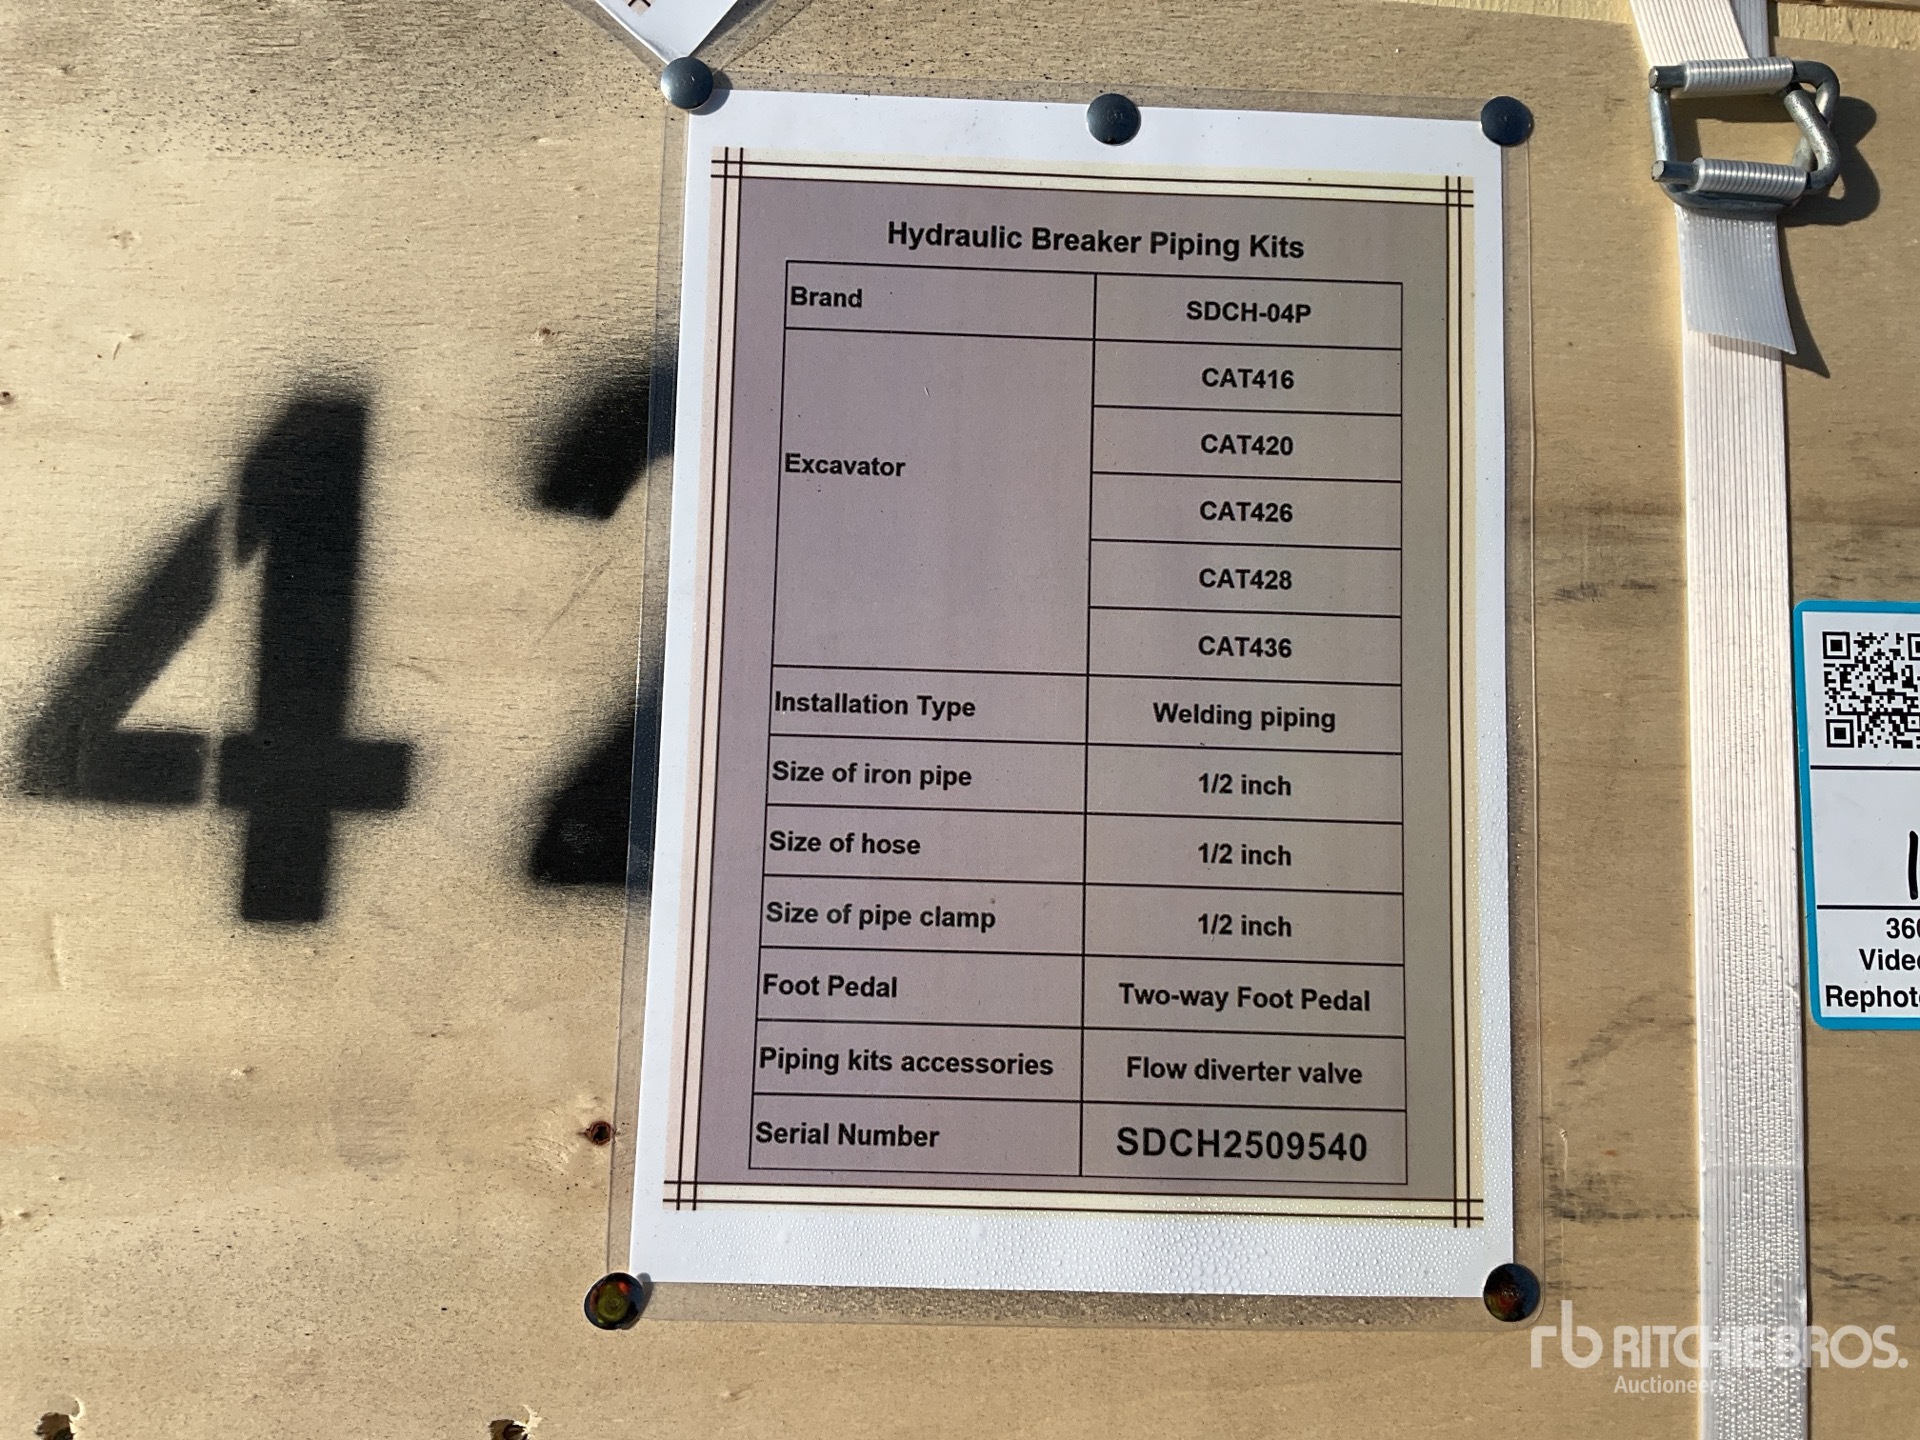 Hydraulic Breaker Piping Kits
Brand SDCH-04P
Excavator
CAT416
CAT420
CAT426
CAT428
CAT436
Installation Type Welding piping
Size of iron pipe 1/2 inch
Size of hose 1/2 inch
Size of pipe clamp 1/2 inch
Foot Pedal Two-way Foot Pedal
Piping kits accessories Flow diverter valve
Serial Number SDCH2509540
42
rb RITCHIE BROS.
Auctioneers